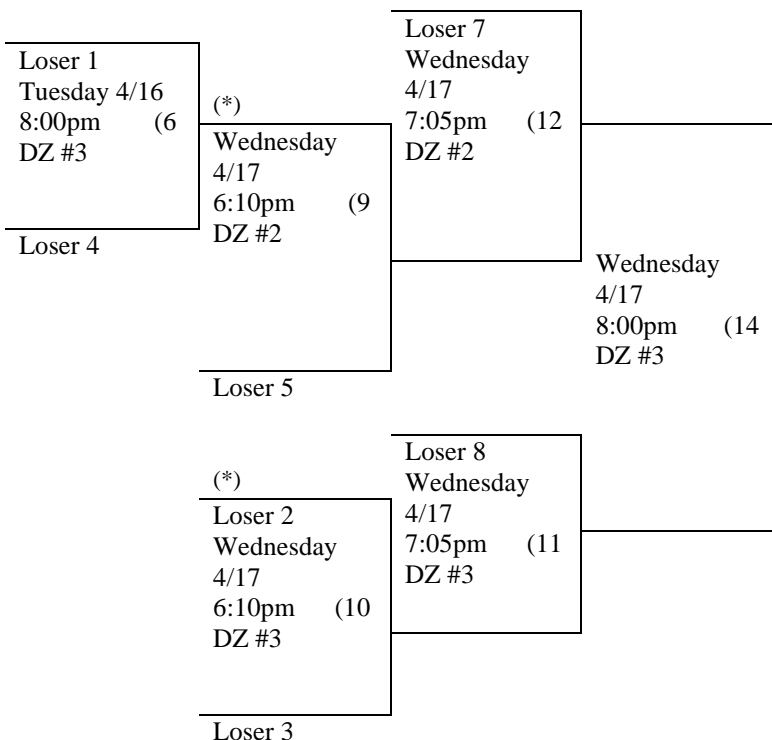 Loser 1
Tuesday 4/16
8:00pm (6
DZ #3
Loser 4
(*)
Wednesday
4/17
6:10pm (9
DZ #2
Loser 5
Loser 7
Wednesday
4/17
7:05pm (12
DZ #2
Wednesday
4/17
8:00pm (14
DZ #3
(*)
Loser 2
Wednesday
4/17
6:10pm (10
DZ #3
Loser 3
Loser 8
Wednesday
4/17
7:05pm (11
DZ #3